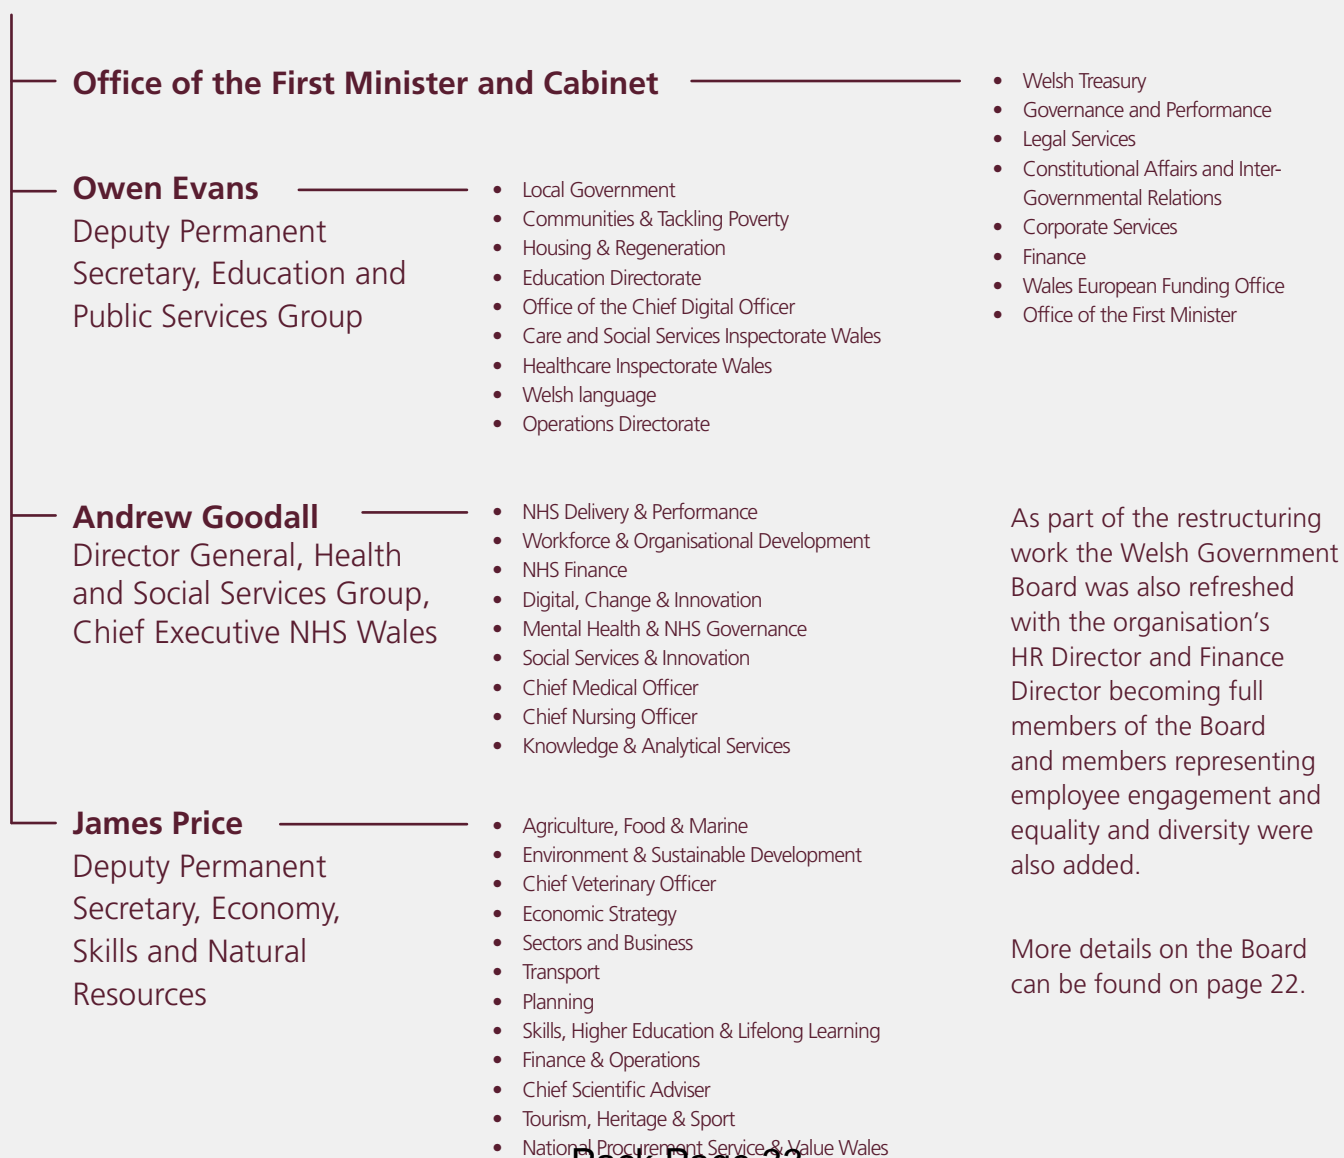 Office of the First Minister and Cabinet
• Welsh Treasury
• Governance and Performance
• Legal Services
• Constitutional Affairs and Inter-
Governmental Relations
• Corporate Services
• Finance
• Wales European Funding Office
• Office of the First Minister
Owen Evans
Deputy Permanent
Secretary, Education and
Public Services Group
• Local Government
• Communities & Tackling Poverty
• Housing & Regeneration
• Education Directorate
• Office of the Chief Digital Officer
• Care and Social Services Inspectorate Wales
• Healthcare Inspectorate Wales
• Welsh language
• Operations Directorate
Andrew Goodall
Director General, Health
and Social Services Group,
Chief Executive NHS Wales
• NHS Delivery & Performance
• Workforce & Organisational Development
• NHS Finance
• Digital, Change & Innovation
• Mental Health & NHS Governance
• Social Services & Innovation
• Chief Medical Officer
• Chief Nursing Officer
• Knowledge & Analytical Services
James Price
Deputy Permanent
Secretary, Economy,
Skills and Natural
Resources
• Agriculture, Food & Marine
• Environment & Sustainable Development
• Chief Veterinary Officer
• Economic Strategy
• Sectors and Business
• Transport
• Planning
• Skills, Higher Education & Lifelong Learning
• Finance & Operations
• Chief Scientific Adviser
• Tourism, Heritage & Sport
• National Procurement Service & Value Wales
As part of the restructuring
work the Welsh Government
Board was also refreshed
with the organisation's
HR Director and Finance
Director becoming full
members of the Board
and members representing
employee engagement and
equality and diversity were
also added.
More details on the Board
can be found on page 22.
Pack Page